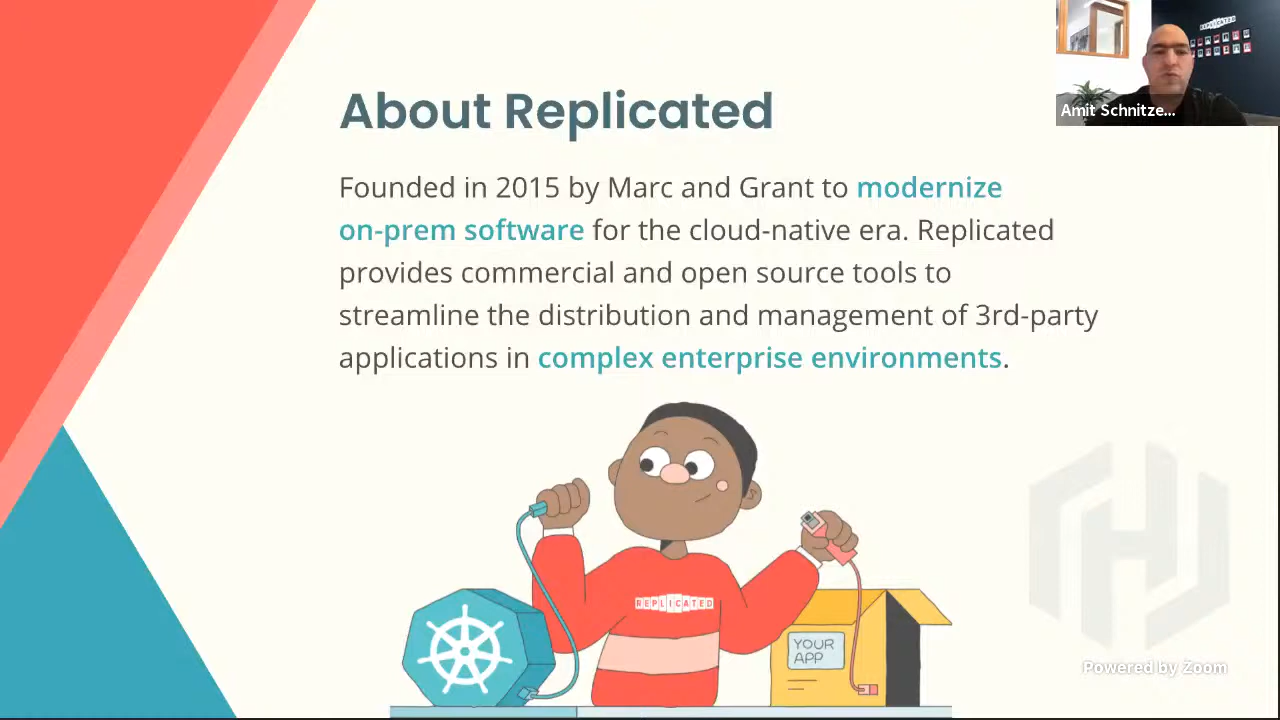 About Replicated
Founded in 2015 by Marc and Grant to modernize
on-prem software for the cloud-native era. Replicated
provides commercial and open source tools to
streamline the distribution and management of 3rd-party
applications in complex enterprise environments.
REPLICATED
Amit Schnitze...
REPLICATED
YOUR
APP
Powered by Zoom